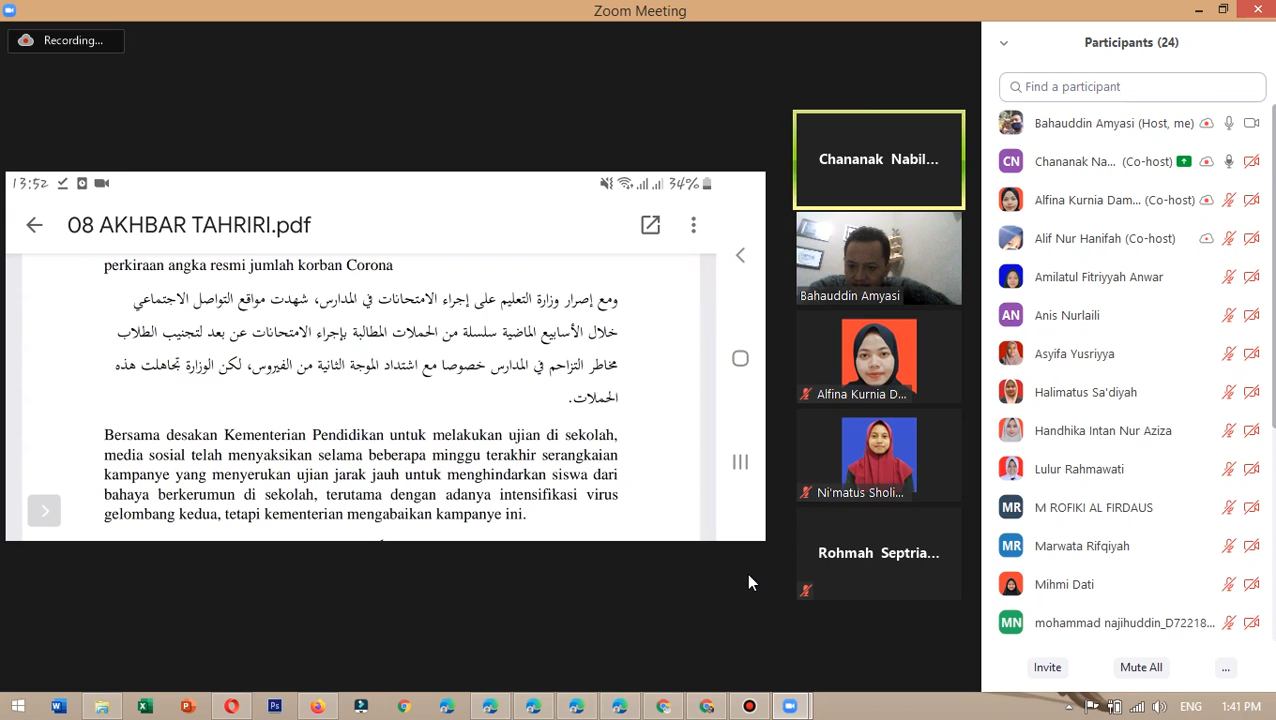 Zoom Meeting
Recording...
13:52
34%
08 AKHBAR TAHRIRI.pdf
perkiraan angka resmi jumlah korban Corona
ومع إصرار وزارة التعليم على إجراء الامتحانات في المدارس، شهدت مواقع التواصل الاجتماعي
خلال الأسابيع الماضية سلسلة من الحملات المطالبة بإجراء الامتحانات عن بعد لتجنيب الطلاب
مخاطر التزاحم في المدارس خصوصا مع اشتداد الموجة الثانية من الفيروس، لكن الوزارة تجاهلت هذه
الحملات.
Bersama desakan Kementerian Pendidikan untuk melakukan ujian di sekolah,
media sosial telah menyaksikan selama beberapa minggu terakhir serangkaian
kampanye yang menyerukan ujian jarak jauh untuk menghindarkan siswa dari
bahaya berkerumun di sekolah, terutama dengan adanya intensifikasi virus
gelombang kedua, tetapi kementerian mengabaikan kampanye ini.
Chananak Nabil...
Bahauddin Amyasi
Alfina Kurnia D...
Ni'matus Sholi...
Rohmah Septria...
Participants (24)
Find a participant
Bahauddin Amyasi (Host, me)
CN Chananak Na... (Co-host)
Alfina Kurnia Dam... (Co-host)
Alif Nur Hanifah (Co-host)
Amilatul Fitriyyah Anwar
AN Anis Nurlaili
Asyifa Yusriyya
Halimatus Sa'diyah
Handhika Intan Nur Aziza
Lulur Rahmawati
MR M ROFIKI AL FIRDAUS
MR Marwata Rifqiyah
Mihmi Dati
MN mohammad najihuddin_D72218...
Invite
Mute All
...
ENG
1:41 PM